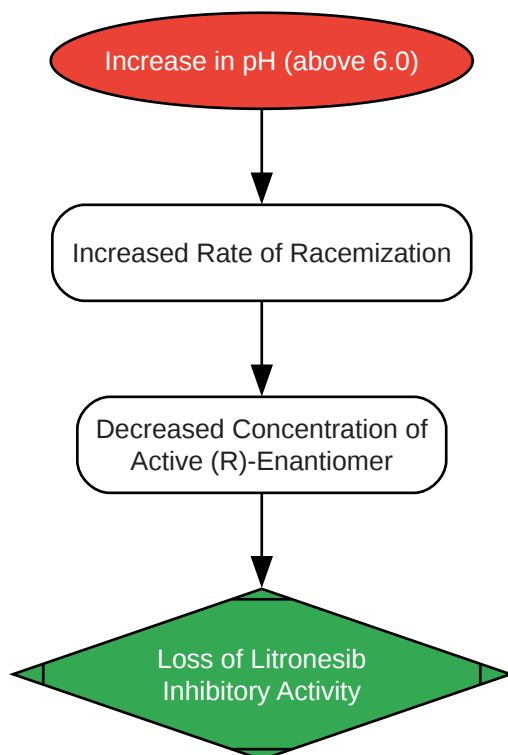 Increase in pH (above 6.0)
Increased Rate of Racemization
Decreased Concentration of
Active (R)-Enantiomer
Loss of Litronesib
Inhibitory Activity